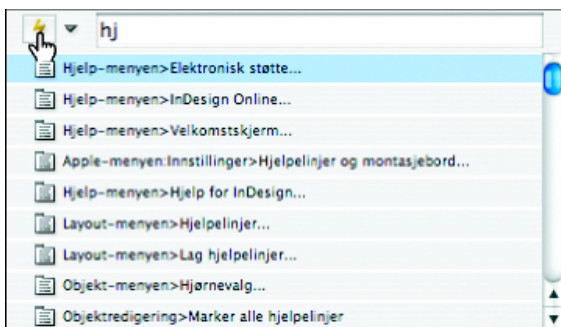 hj
Hjelp-menyen>Elektronisk støtte...
Hjelp-menyen>InDesign Online...
Hjelp-menyen>Velkomstskjerm...
Apple-menyen:Innstillinger>Hjelpelinjer og montasjebord...
Hjelp-menyen>Hjelp for InDesign...
Layout-menyen>Hjelpelinjer...
Layout-menyen>Lag hjelpelinjer...
Objekt-menyen>Hjørnevalg...
Objektredigering>Marker alle hjelpelinjer